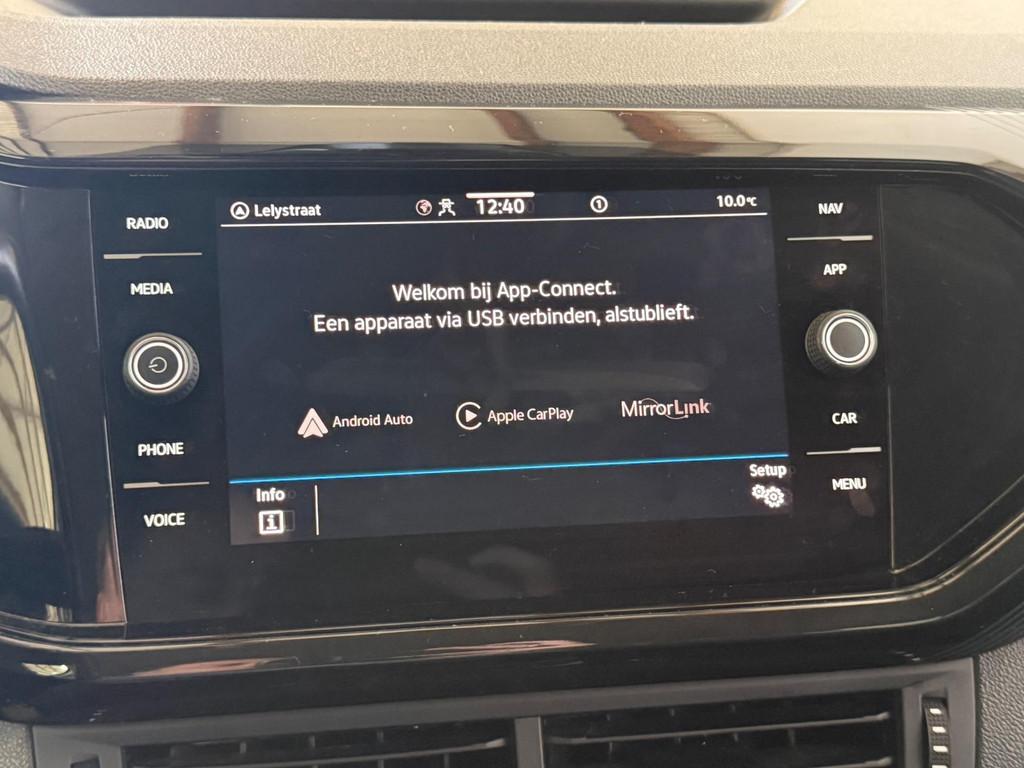 RADIO
MEDIA
PHONE
VOICE
Lelystraat
12:40
1
10.0°C
Welkom bij App-Connect.
Een apparaat via USB verbinden, alstublieft.
Android Auto
Apple CarPlay
MirrorLink
Info
i
Setup
NAV
APP
CAR
MENU